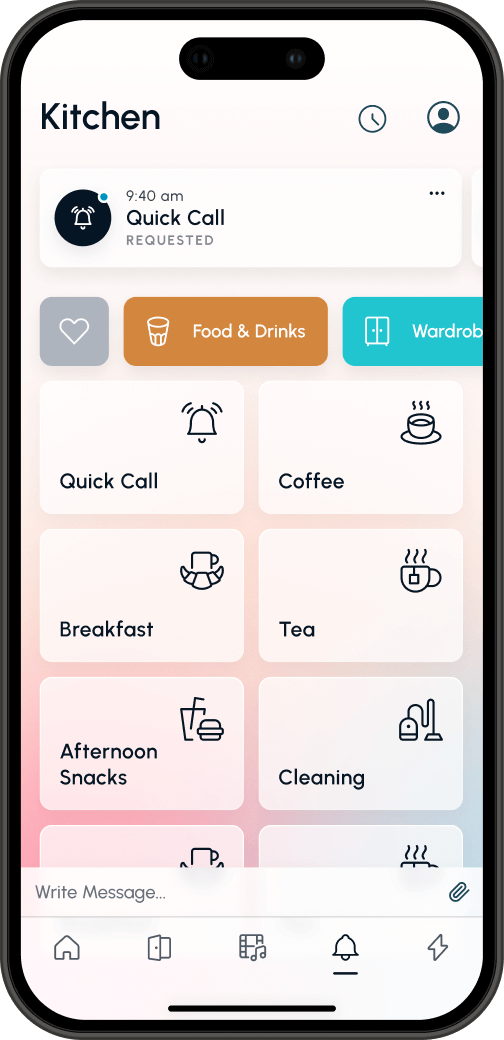 Kitchen
9:40 am
Quick Call
REQUESTED
Food & Drinks
Wardrob
Quick Call
Coffee
Breakfast
Tea
Afternoon
Snacks
Cleaning
Write Message...